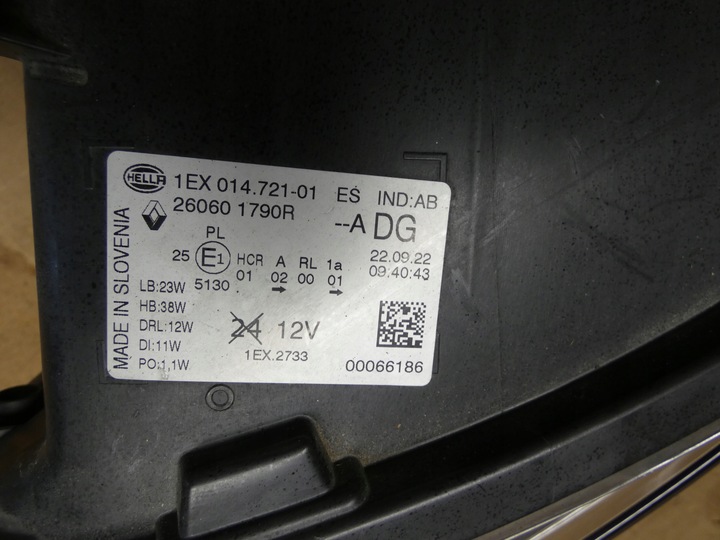 HELLA 1EX 014.721-01 ES IND:AB
26060 1790R --A DG
PL
25 E1 HCR A RL 1a 22.09.22
5130 01 02 00 01 09:40:43
LB:23W
HB:38W
DRL:12W 24 12V
DI:11W 1EX.2733
PO:1,1W 00066186
MADE IN SLOVENIA